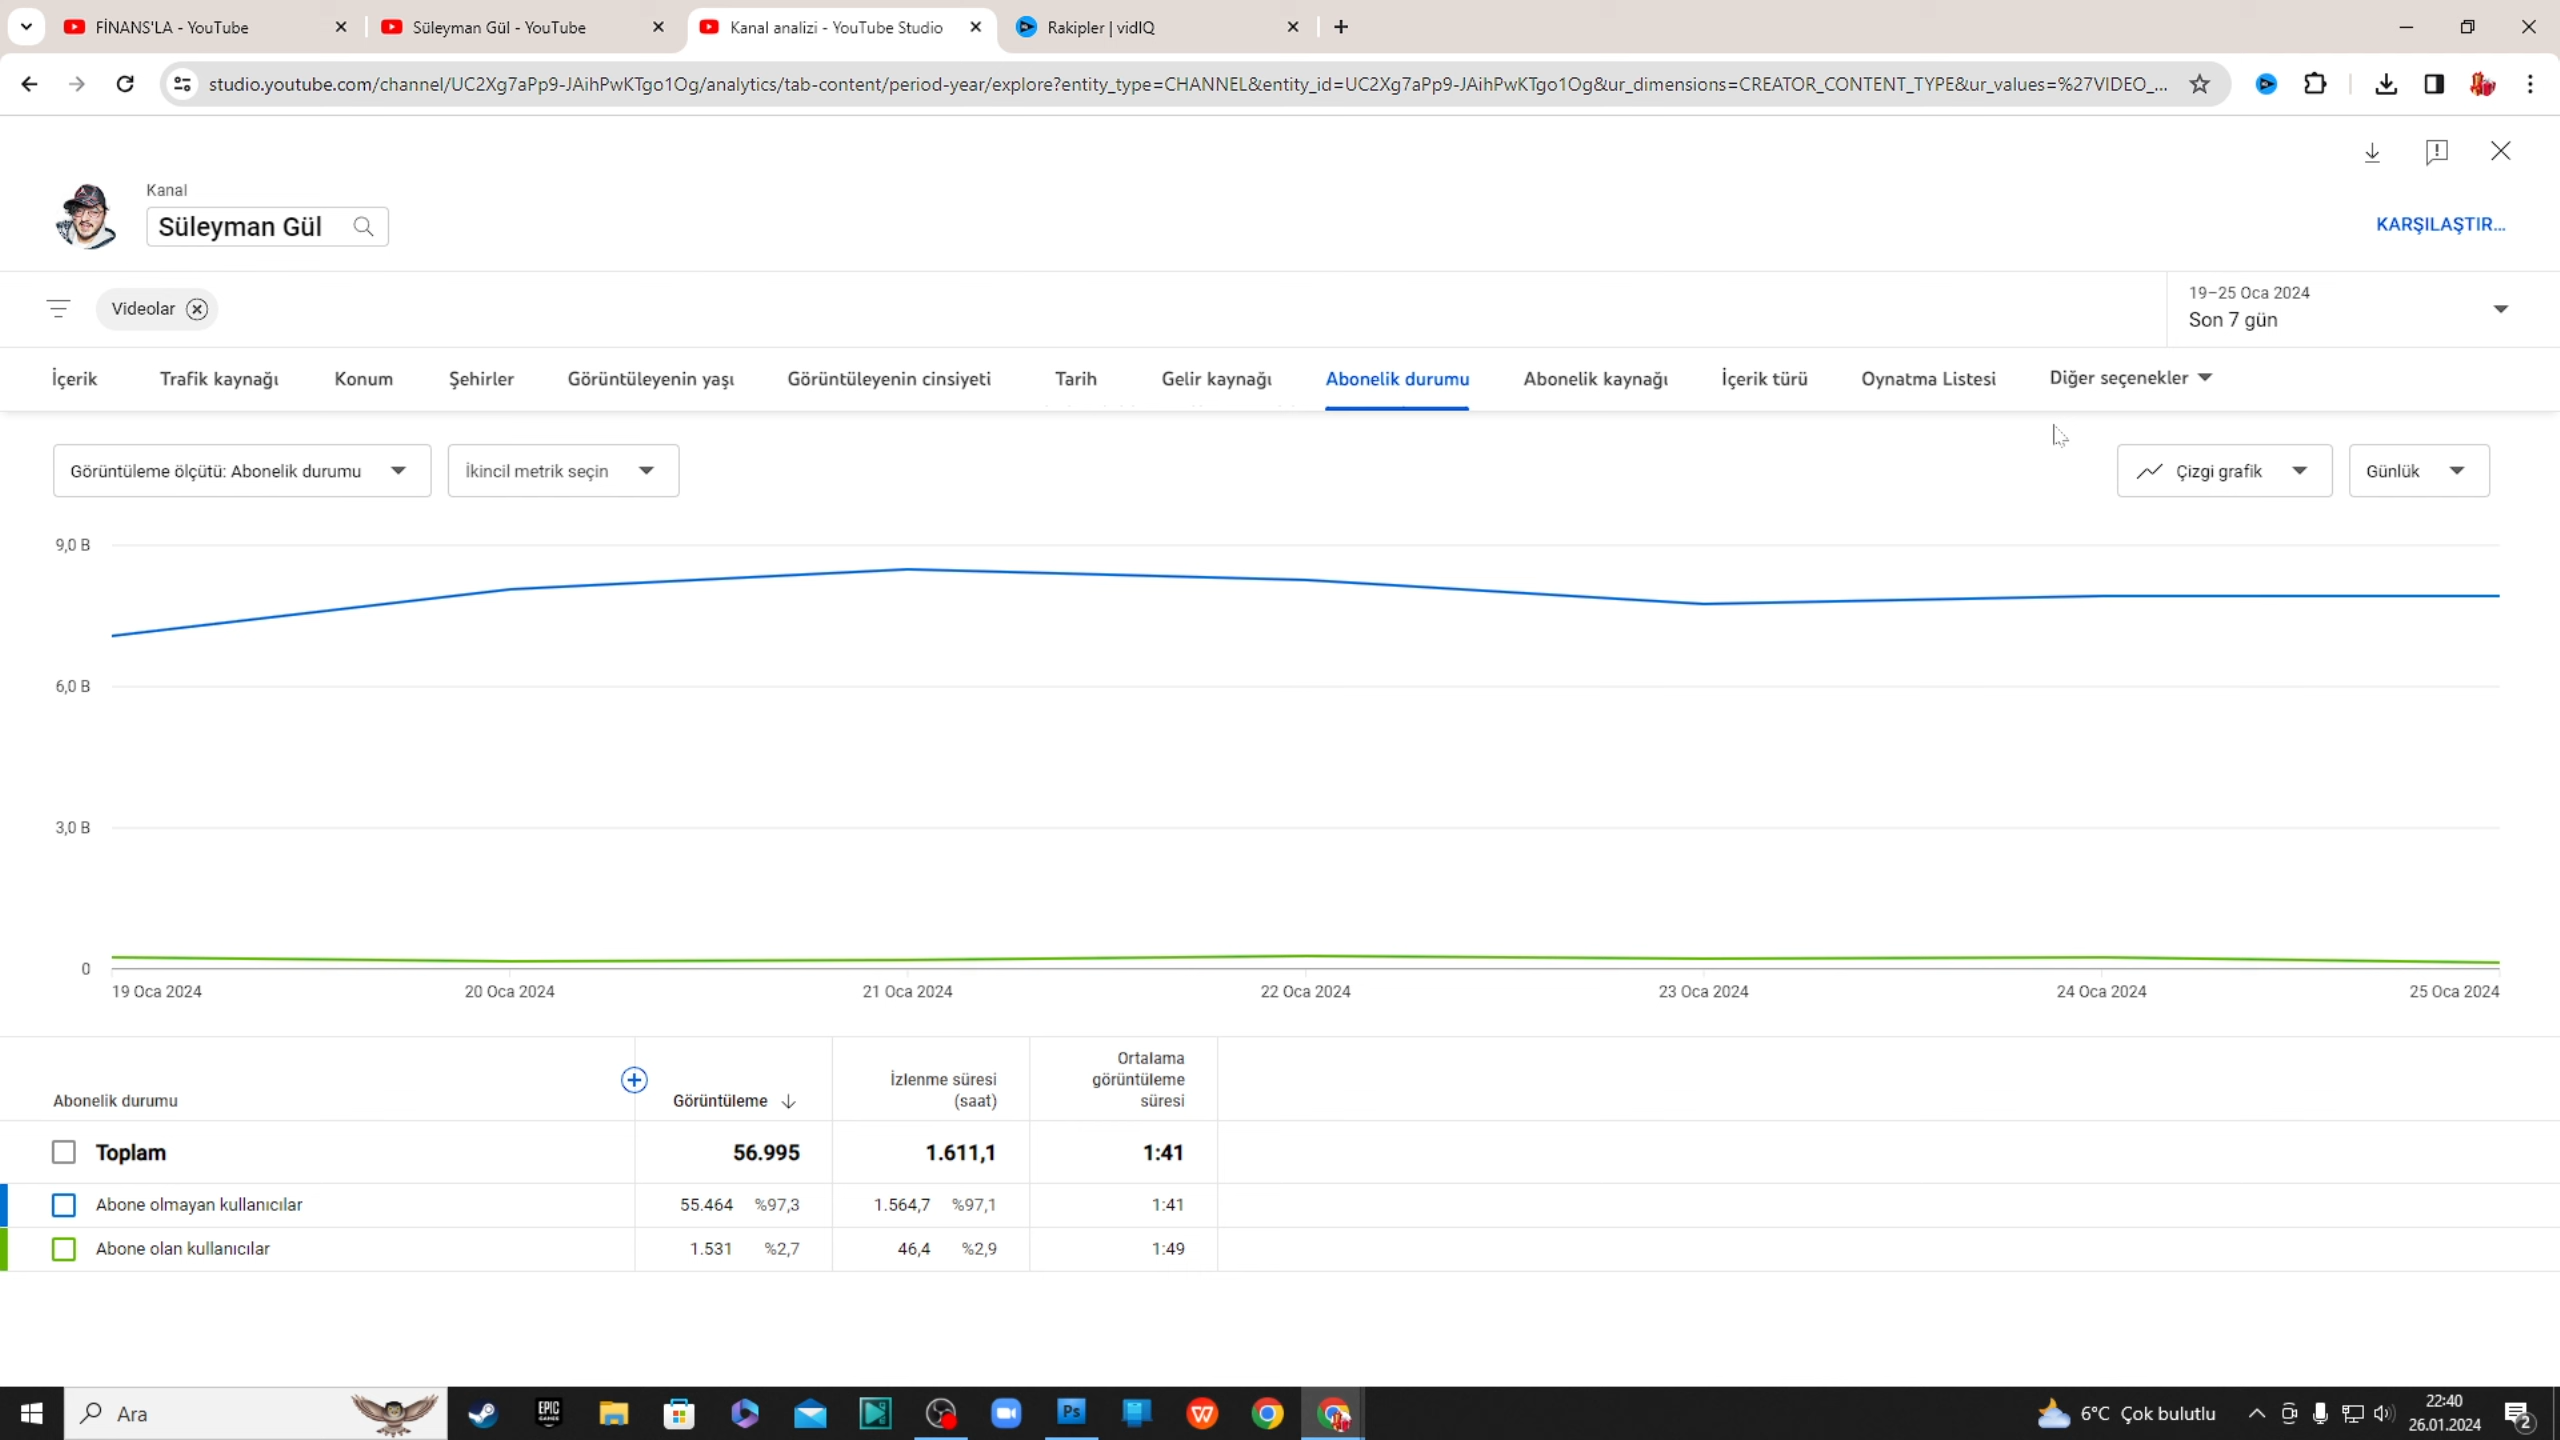 FİNANS'LA - YouTube
Süleyman Gül - YouTube
Kanal analizi - YouTube Studio
Rakipler | vidIQ
studio.youtube.com/channel/UC2Xg7aPp9-JAihPwKTgo1Og/analytics/tab-content/period-year/explore?entity_type=CHANNEL&entity_id=UC2Xg7aPp9-JAihPwKTgo1Og&ur_dimensions=CREATOR_CONTENT_TYPE&ur_values=%27VIDEO_...
Kanal
Süleyman Gül
KARŞILAŞTIR...
Videolar
19–25 Oca 2024
Son 7 gün
İçerik Trafik kaynağı Konum Şehirler Görüntüleyenin yaşı Görüntüleyenin cinsiyeti Tarih Gelir kaynağı Abonelik durumu Abonelik kaynağı İçerik türü Oynatma Listesi Diğer seçenekler
Görüntüleme ölçütü: Abonelik durumu
İkincil metrik seçin
Çizgi grafik
Günlük
9,0 B
6,0 B
3,0 B
0
19 Oca 2024 20 Oca 2024 21 Oca 2024 22 Oca 2024 23 Oca 2024 24 Oca 2024 25 Oca 2024
Abonelik durumu
Görüntüleme
İzlenme süresi
(saat)
Ortalama
görüntüleme
süresi
Toplam 56.995 1.611,1 1:41
Abone olmayan kullanıcılar 55.464 %97,3 1.564,7 %97,1 1:41
Abone olan kullanıcılar 1.531 %2,7 46,4 %2,9 1:49
Ara
EPIC
GAMES
Ps
6°C Çok bulutlu
22:40
26.01.2024
2